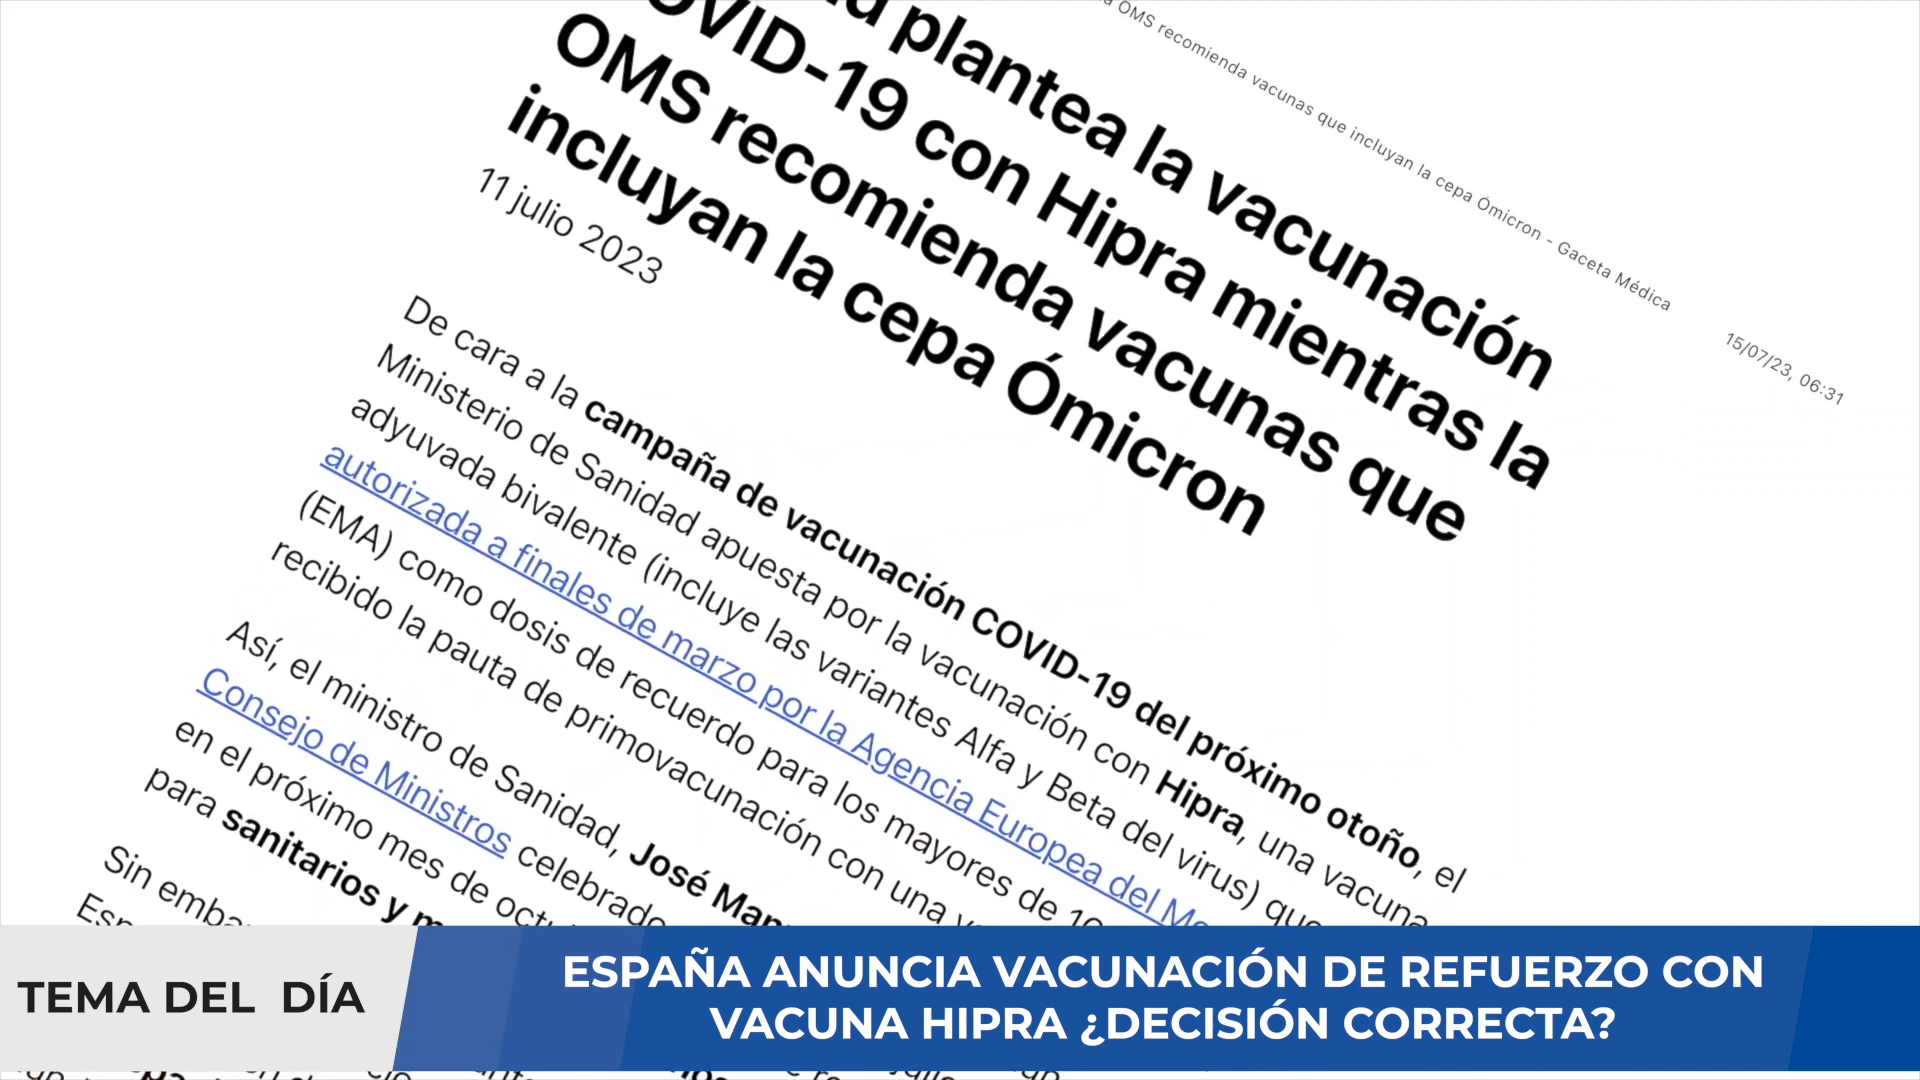 OMS recomienda vacunas que incluyan la cepa Ómicron - Gaceta Médica
15/07/23, 06:31
plantea la vacunación
COVID-19 con Hipra mientras la
OMS recomienda vacunas que
incluyan la cepa Ómicron
11 julio 2023
De cara a la campaña de vacunación COVID-19 del próximo otoño, el
Ministerio de Sanidad apuesta por la vacunación con Hipra, una vacuna
adyuvada bivalente (incluye las variantes Alfa y Beta del virus) que
autorizada a finales de marzo por la Agencia Europea del Me
(EMA) como dosis de recuerdo para los mayores de 16
recibido la pauta de primovacunación con una v
Así, el ministro de Sanidad, José Man
Consejo de Ministros celebrado
en el próximo mes de octu
para sanitarios y m
Sin emba
Esp
TEMA DEL DÍA
ESPAÑA ANUNCIA VACUNACIÓN DE REFUERZO CON
VACUNA HIPRA ¿DECISIÓN CORRECTA?